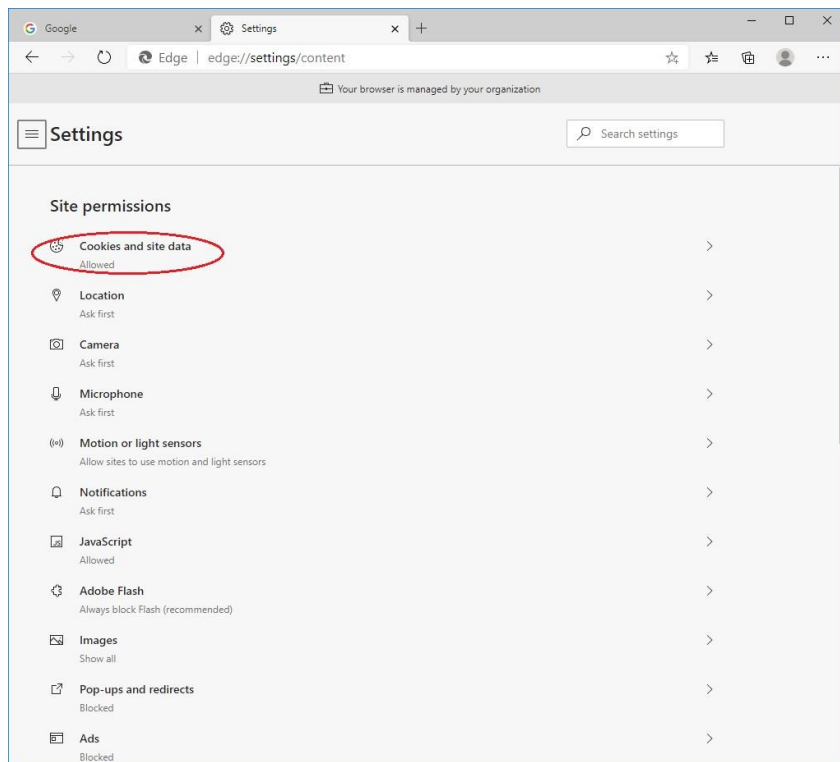 Google
Settings
Edge | edge://settings/content
Your browser is managed by your organization
Settings
Search settings
Site permissions
Cookies and site data
Allowed
Location
Ask first
Camera
Ask first
Microphone
Ask first
Motion or light sensors
Allow sites to use motion and light sensors
Notifications
Ask first
JavaScript
Allowed
Adobe Flash
Always block Flash (recommended)
Images
Show all
Pop-ups and redirects
Blocked
Ads
Blocked